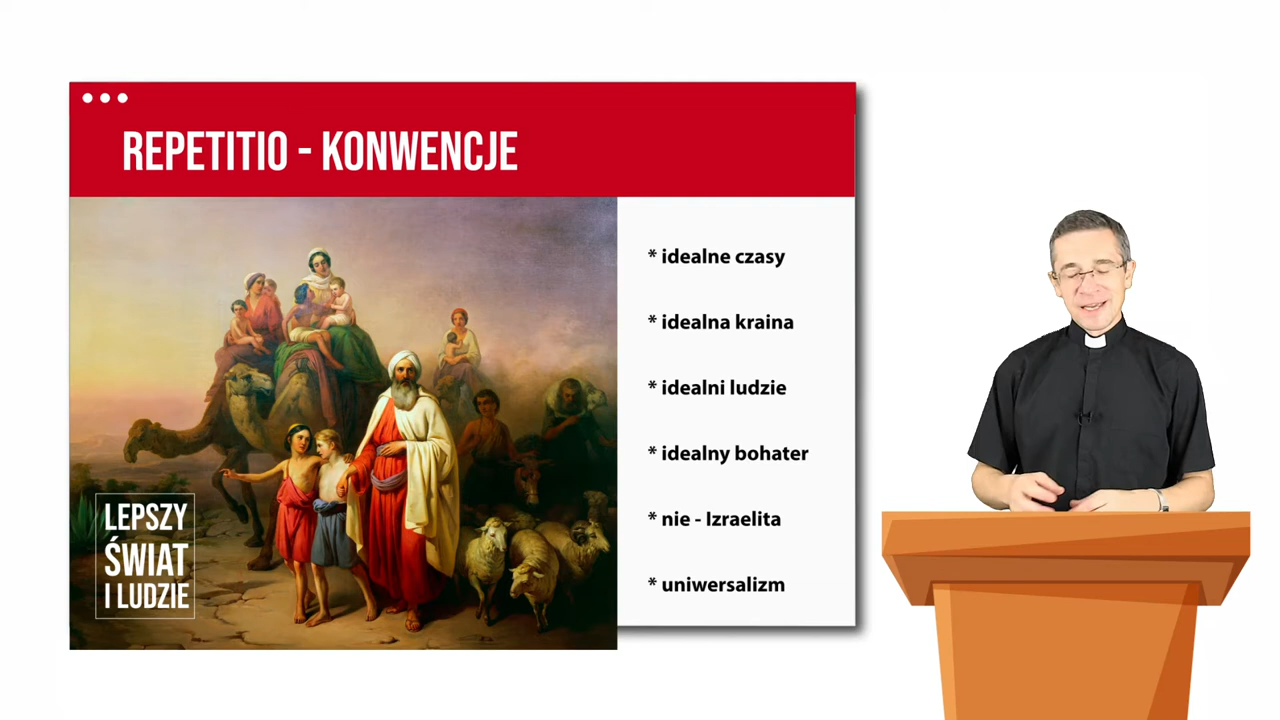 REPETITIO - KONWENCJE
* idealne czasy
* idealna kraina
* idealni ludzie
* idealny bohater
* nie - Izraelita
* uniwersalizm
LEPSZY
ŚWIAT
I LUDZIE